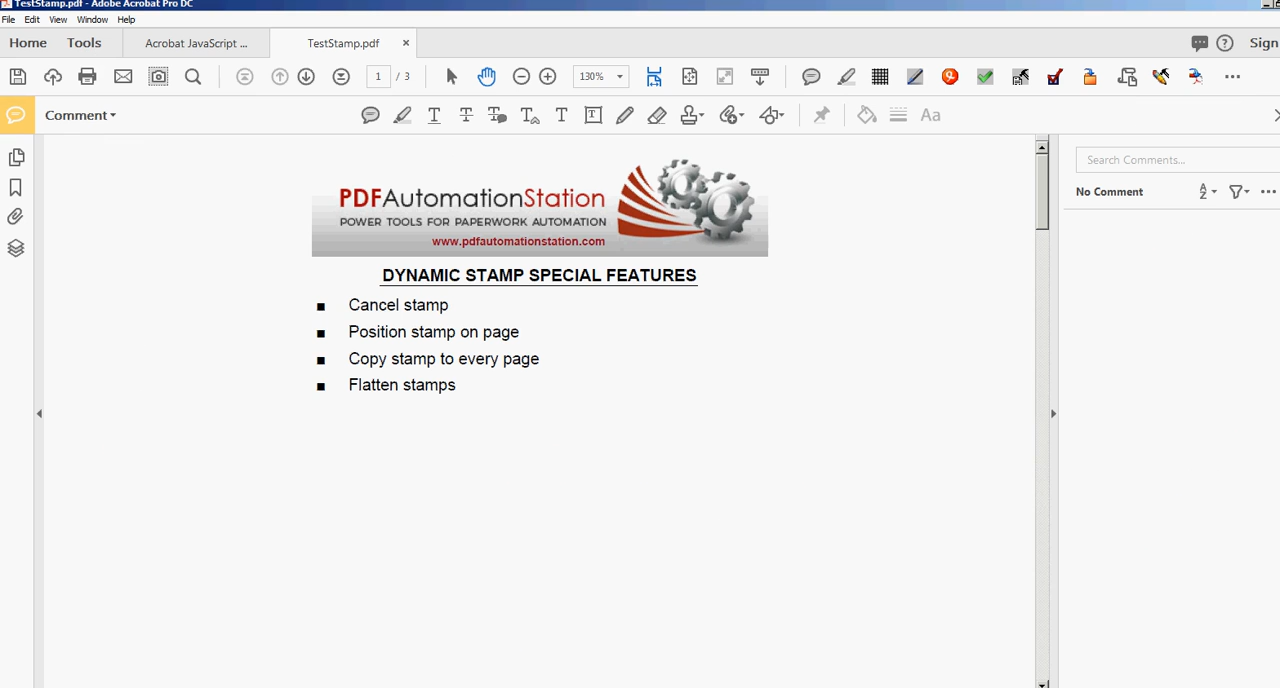 TestStamp.pdf - Adobe Acrobat Pro DC
File Edit View Window Help
Home Tools Acrobat JavaScript ... TestStamp.pdf × Sign
1 / 3 130%
Comment
Aa
Search Comments...
No Comment
PDFAutomationStation
POWER TOOLS FOR PAPERWORK AUTOMATION
www.pdfautomationstation.com
DYNAMIC STAMP SPECIAL FEATURES
■ Cancel stamp
■ Position stamp on page
■ Copy stamp to every page
■ Flatten stamps